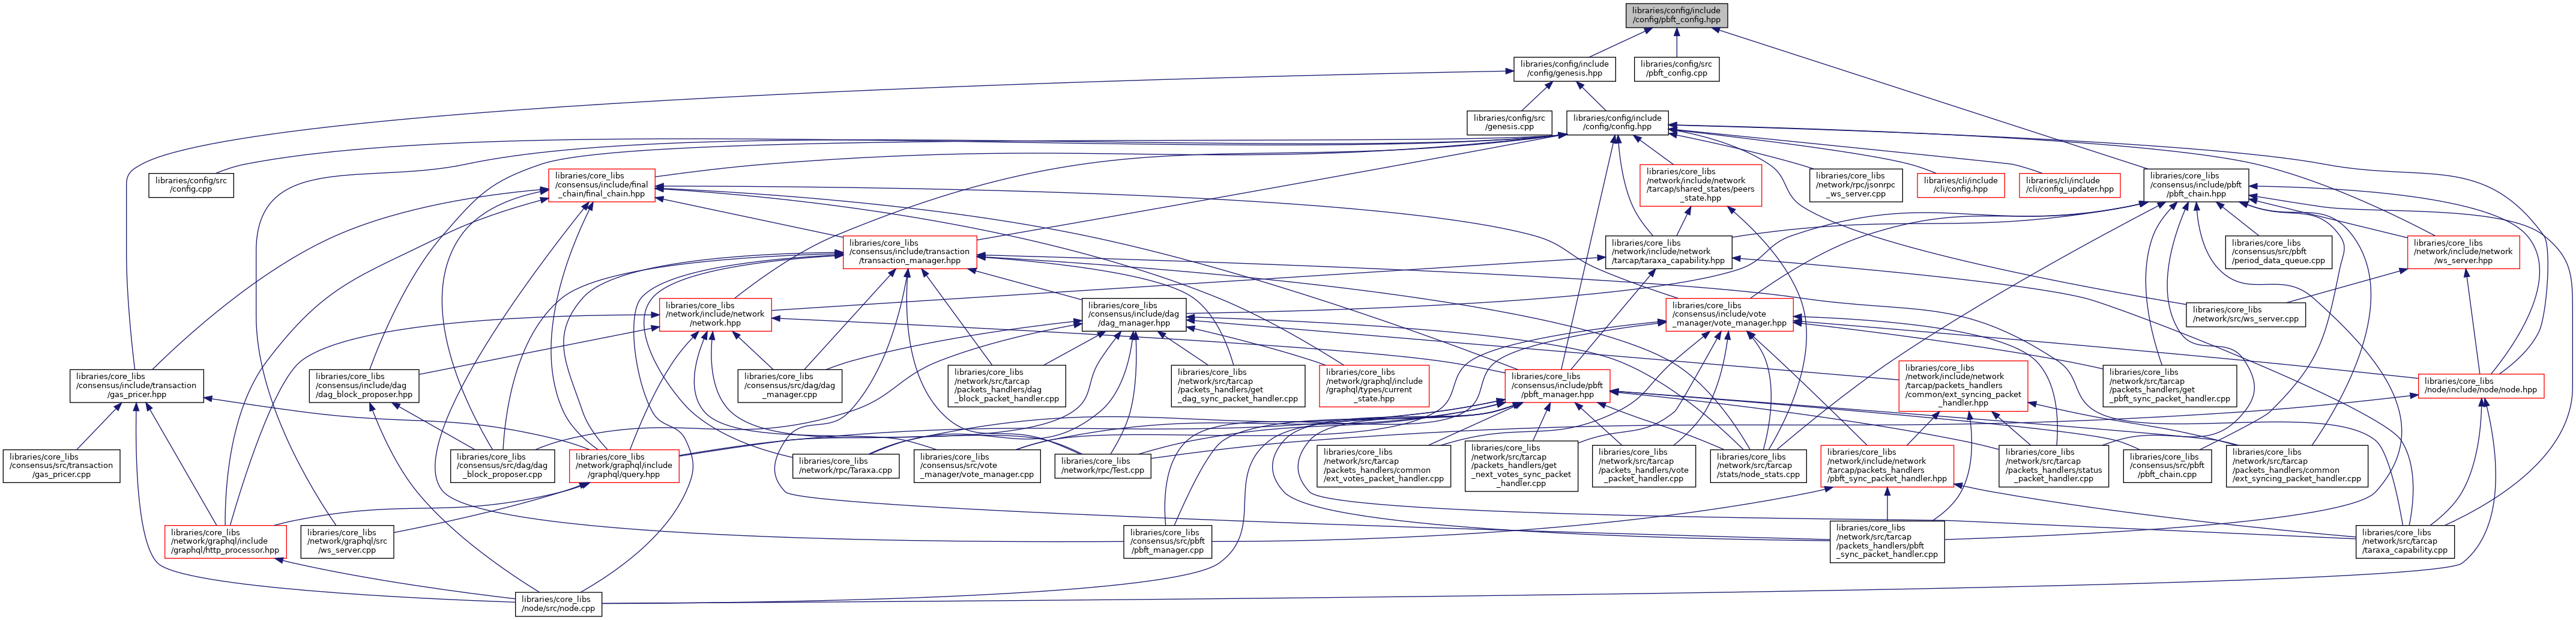 libraries/config/include
/config/pbft_config.hpp
libraries/config/include
/config/genesis.hpp
libraries/config/src
/pbft_config.cpp
libraries/config/src
/genesis.cpp
libraries/config/include
/config/config.hpp
libraries/config/src
/config.cpp
libraries/core_libs
/consensus/include/final
_chain/final_chain.hpp
libraries/core_libs
/network/include/network
/tarcap/shared_states/peers
_state.hpp
libraries/core_libs
/network/rpc/jsonrpc
_ws_server.cpp
libraries/cli/include
/cli/config.hpp
libraries/cli/include
/cli/config_updater.hpp
libraries/core_libs
/consensus/include/pbft
/pbft_chain.hpp
libraries/core_libs
/consensus/include/transaction
/transaction_manager.hpp
libraries/core_libs
/network/include/network
/tarcap/taraxa_capability.hpp
libraries/core_libs
/consensus/src/pbft
/period_data_queue.cpp
libraries/core_libs
/network/include/network
/ws_server.hpp
libraries/core_libs
/network/include/network
/network.hpp
libraries/core_libs
/consensus/include/dag
/dag_manager.hpp
libraries/core_libs
/consensus/include/vote
_manager/vote_manager.hpp
libraries/core_libs
/network/src/ws_server.cpp
libraries/core_libs
/consensus/include/transaction
/gas_pricer.hpp
libraries/core_libs
/consensus/include/dag
/dag_block_proposer.hpp
libraries/core_libs
/consensus/src/dag/dag
_manager.cpp
libraries/core_libs
/network/src/tarcap
/packets_handlers/dag
_block_packet_handler.cpp
libraries/core_libs
/network/src/tarcap
/packets_handlers/get
_dag_sync_packet_handler.cpp
libraries/core_libs
/network/graphql/include
/graphql/types/current
_state.hpp
libraries/core_libs
/consensus/include/pbft
/pbft_manager.hpp
libraries/core_libs
/network/include/network
/tarcap/packets_handlers
/common/ext_syncing_packet
_handler.hpp
libraries/core_libs
/network/src/tarcap
/packets_handlers/get
_pbft_sync_packet_handler.cpp
libraries/core_libs
/node/include/node/node.hpp
libraries/core_libs
/consensus/src/transaction
/gas_pricer.cpp
libraries/core_libs
/consensus/src/dag/dag
_block_proposer.cpp
libraries/core_libs
/network/graphql/include
/graphql/query.hpp
libraries/core_libs
/network/rpc/Taraxa.cpp
libraries/core_libs
/consensus/src/vote
_manager/vote_manager.cpp
libraries/core_libs
/network/rpc/Test.cpp
libraries/core_libs
/network/src/tarcap
/packets_handlers/common
/ext_votes_packet_handler.cpp
libraries/core_libs
/network/src/tarcap
/packets_handlers/get
_next_votes_sync_packet
_handler.cpp
libraries/core_libs
/network/src/tarcap
/packets_handlers/vote
_packet_handler.cpp
libraries/core_libs
/network/src/tarcap
/stats/node_stats.cpp
libraries/core_libs
/network/include/network
/tarcap/packets_handlers
/pbft_sync_packet_handler.hpp
libraries/core_libs
/network/src/tarcap
/packets_handlers/status
_packet_handler.cpp
libraries/core_libs
/consensus/src/pbft
/pbft_chain.cpp
libraries/core_libs
/network/src/tarcap
/packets_handlers/common
/ext_syncing_packet_handler.cpp
libraries/core_libs
/network/graphql/include
/graphql/http_processor.hpp
libraries/core_libs
/network/graphql/src
/ws_server.cpp
libraries/core_libs
/consensus/src/pbft
/pbft_manager.cpp
libraries/core_libs
/network/src/tarcap
/packets_handlers/pbft
_sync_packet_handler.cpp
libraries/core_libs
/network/src/tarcap
/taraxa_capability.cpp
libraries/core_libs
/node/src/node.cpp